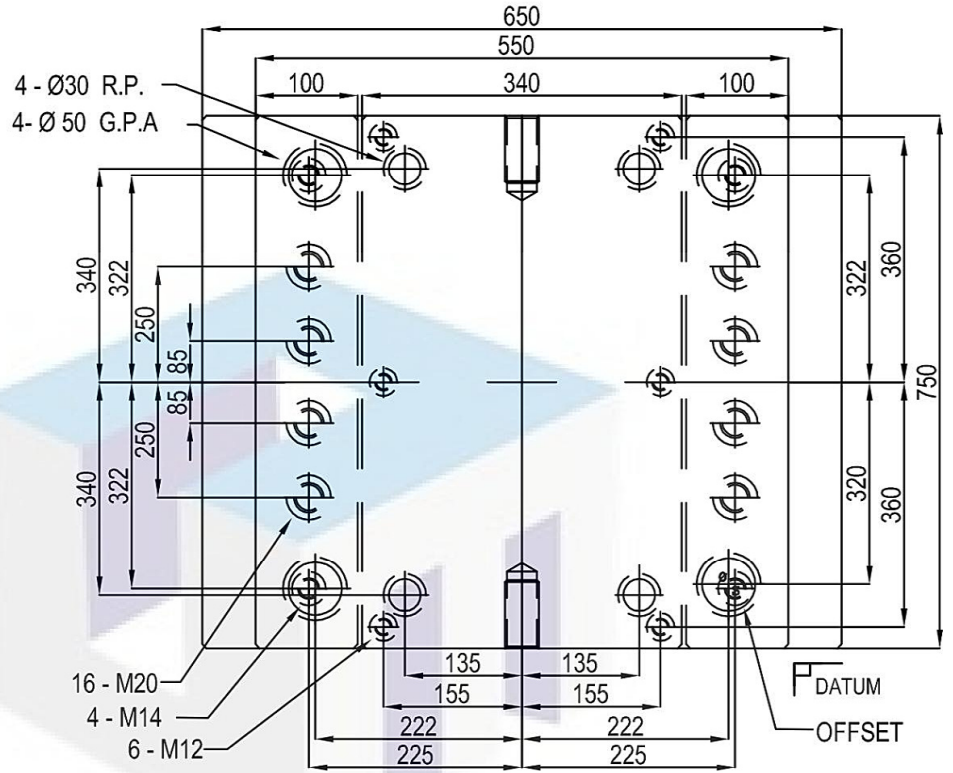 650
550
100 340 100
4 - Ø30 R.P.
4- Ø 50 G.P.A
340 322 250 85
322 360
750
85 250 322 340
320 360
135 135
16 - M20
155 155
DATUM
4 - M14
222 222
OFFSET
6 - M12
225 225